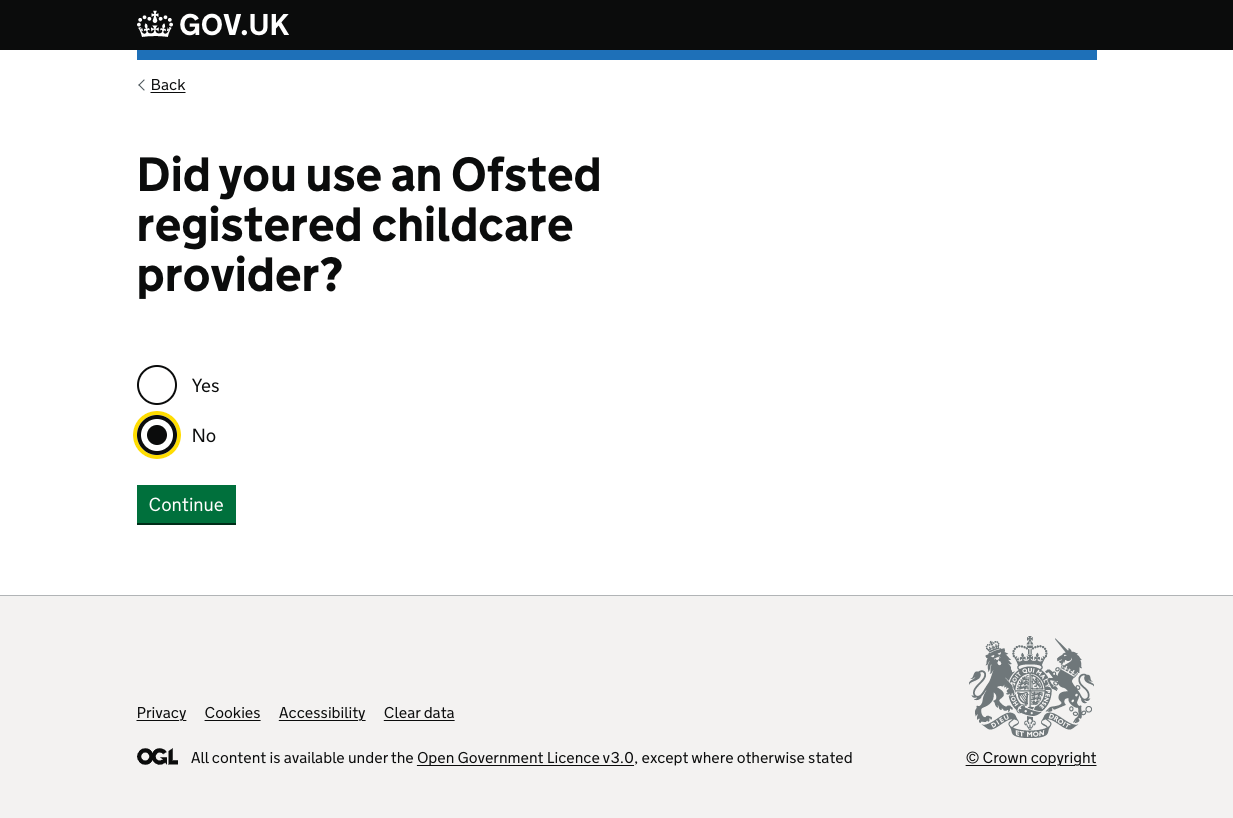 GOV.UK
Back
Did you use an Ofsted
registered childcare
provider?
Yes
No
Continue
Privacy Cookies Accessibility Clear data
OGL All content is available under the Open Government Licence v3.0, except where otherwise stated
© Crown copyright
DIEU ET MON DROIT